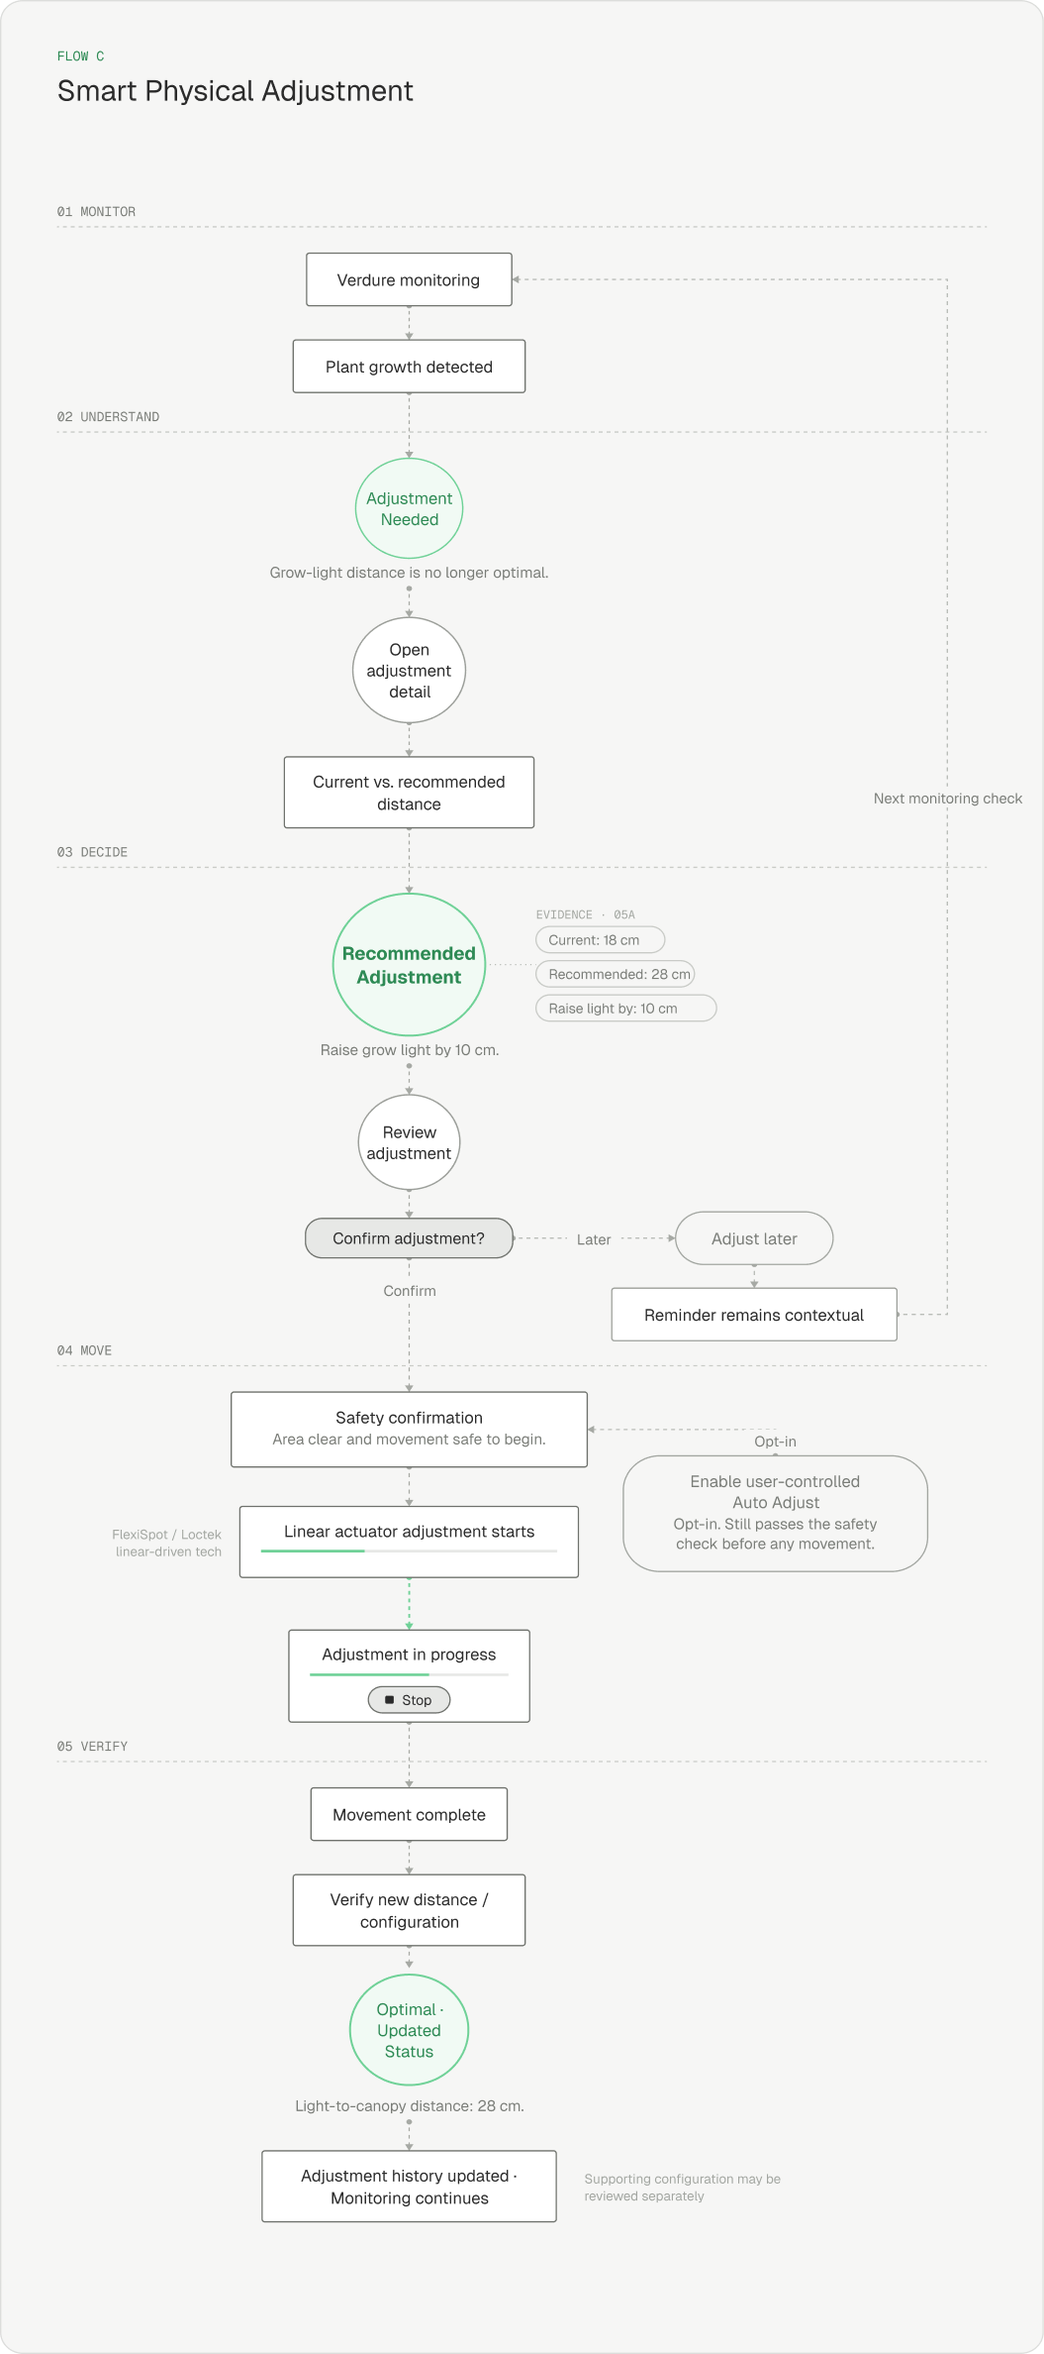 FLOW C
Smart Physical Adjustment
01 MONITOR
Verdure monitoring
Plant growth detected
02 UNDERSTAND
Adjustment
Needed
Grow-light distance is no longer optimal.
Open
adjustment
detail
Current vs. recommended
distance
Next monitoring check
03 DECIDE
Recommended
Adjustment
EVIDENCE · 05A
Current: 18 cm
Recommended: 28 cm
Raise light by: 10 cm
Raise grow light by 10 cm.
Review
adjustment
Confirm adjustment?
Later
Adjust later
Confirm
Reminder remains contextual
04 MOVE
Safety confirmation
Area clear and movement safe to begin.
Opt-in
Enable user-controlled
Auto Adjust
Opt-in. Still passes the safety
check before any movement.
FlexiSpot / Loctek
linear-driven tech
Linear actuator adjustment starts
Adjustment in progress
Stop
05 VERIFY
Movement complete
Verify new distance /
configuration
Optimal ·
Updated
Status
Light-to-canopy distance: 28 cm.
Adjustment history updated ·
Monitoring continues
Supporting configuration may be
reviewed separately